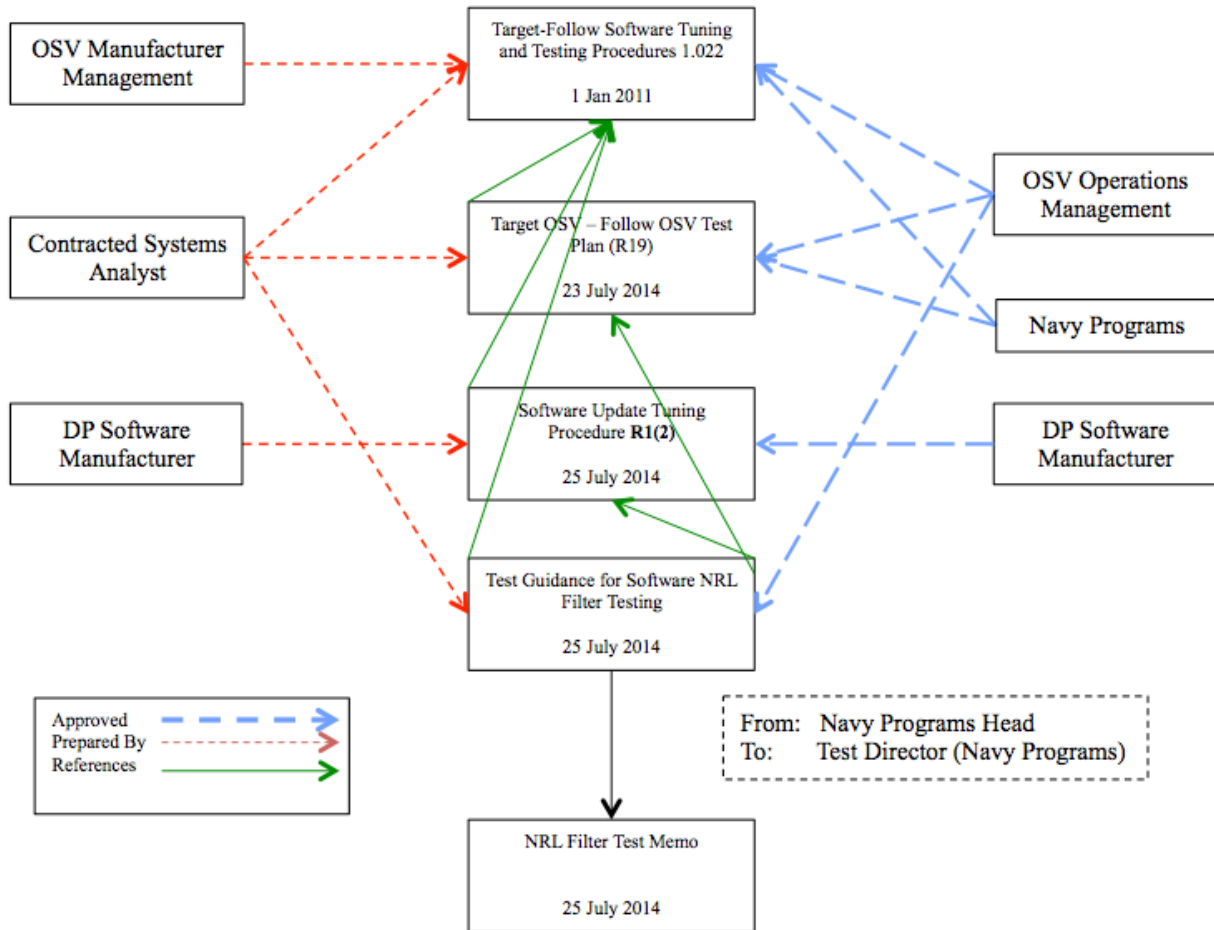 OSV Manufacturer
Management
Target-Follow Software Tuning
and Testing Procedures 1.022
1 Jan 2011
OSV Operations
Management
Contracted Systems
Analyst
Target OSV – Follow OSV Test
Plan (R19)
23 July 2014
Navy Programs
DP Software
Manufacturer
Software Update Tuning
Procedure R1(2)
25 July 2014
DP Software
Manufacturer
Test Guidance for Software NRL
Filter Testing
25 July 2014
Approved
Prepared By
References
From: Navy Programs Head
To: Test Director (Navy Programs)
NRL Filter Test Memo
25 July 2014